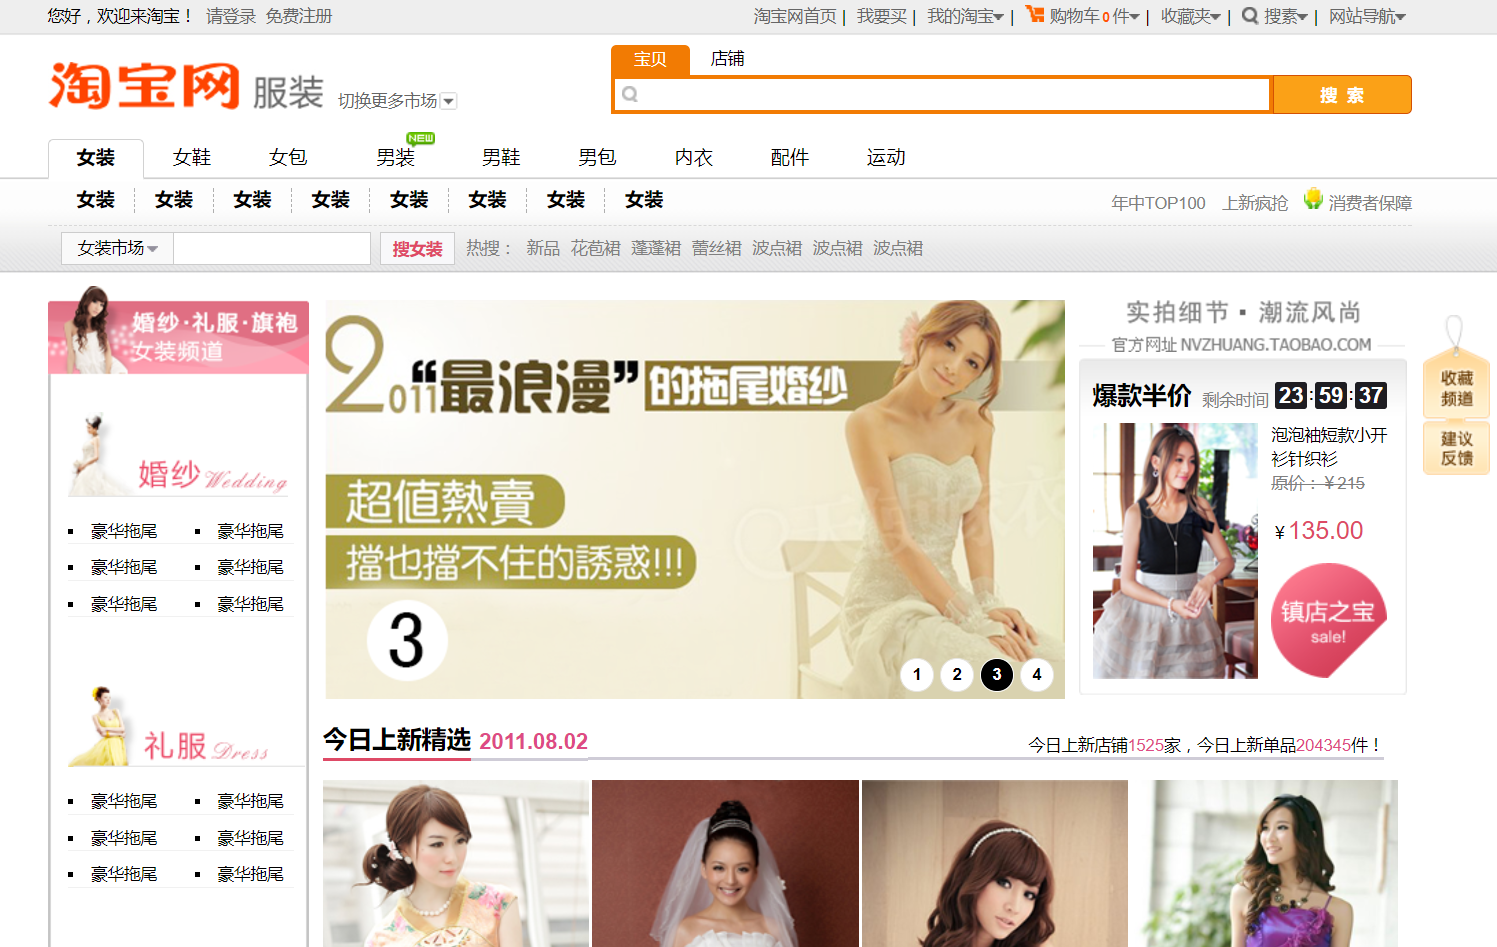 您好，欢迎来淘宝！ 请登录 免费注册
淘宝网首页 | 我要买 | 我的淘宝 | 购物车0件 | 收藏夹 | 搜素 | 网站导航
宝贝 店铺
淘宝网 服装 切换更多市场
搜 索
NEW
女装 女鞋 女包 男装 男鞋 男包 内衣 配件 运动
女装 女装 女装 女装 女装 女装 女装 女装
年中TOP100 上新疯抢 消费者保障
女装市场 搜女装 热搜： 新品 花苞裙 蓬蓬裙 蕾丝裙 波点裙 波点裙 波点裙
婚纱·礼服·旗袍
女装频道
婚纱 Wedding
豪华拖尾 豪华拖尾
豪华拖尾 豪华拖尾
豪华拖尾 豪华拖尾
礼服 Dress
豪华拖尾 豪华拖尾
豪华拖尾 豪华拖尾
豪华拖尾 豪华拖尾
2011“最浪漫”的拖尾婚纱
超值熱賣
擋也擋不住的誘惑!!!
3
1 2 3 4
实拍细节·潮流风尚
官方网址 NVZHUANG.TAOBAO.COM
爆款半价 剩余时间 23:59:37
泡泡袖短款小开
衫针织衫
原价：￥215
￥135.00
镇店之宝
sale!
收藏
频道
建议
反馈
今日上新精选 2011.08.02
今日上新店铺1525家，今日上新单品204345件！